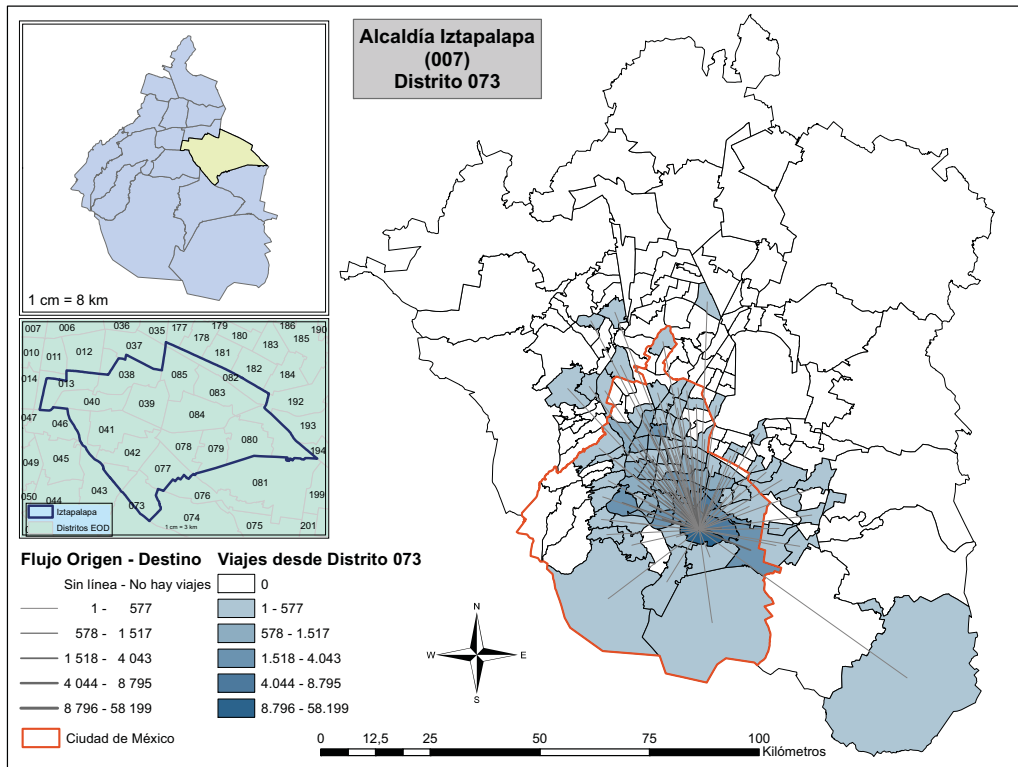 Alcaldía Iztapalapa
(007)
Distrito 073
1 cm = 8 km
007 006 036 035 177 179 186 190
178 180 185
010 011 012 037 181 183
014 013 038 085 082 182 184
083
040 039 192
047 046 041 084 193
042 078 079 080 194
049 045 077
043 076 081 199
050 044 073 074 075 201
Iztapalapa
Distritos EOD
1 cm = 3 km
Flujo Origen - Destino
Sin línea - No hay viajes
1 - 577
578 - 1 517
1 518 - 4 043
4 044 - 8 795
8 796 - 58 199
Ciudad de México
Viajes desde Distrito 073
0
1 - 577
578 - 1.517
1.518 - 4.043
4.044 - 8.795
8.796 - 58.199
N
W E
S
0 12,5 25 50 75 100
Kilómetros